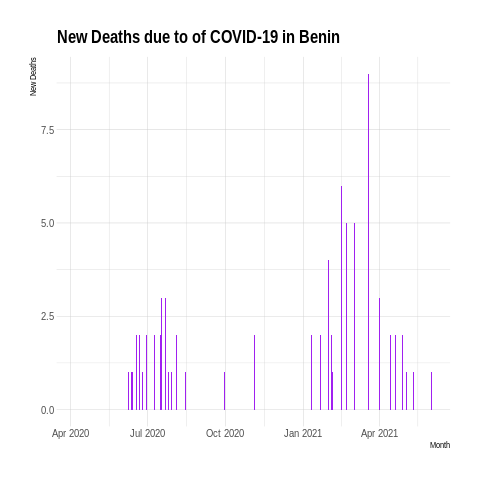 New Deaths due to of COVID-19 in Benin
New Deaths
7.5
5.0
2.5
0.0
Apr 2020 Jul 2020 Oct 2020 Jan 2021 Apr 2021
Month